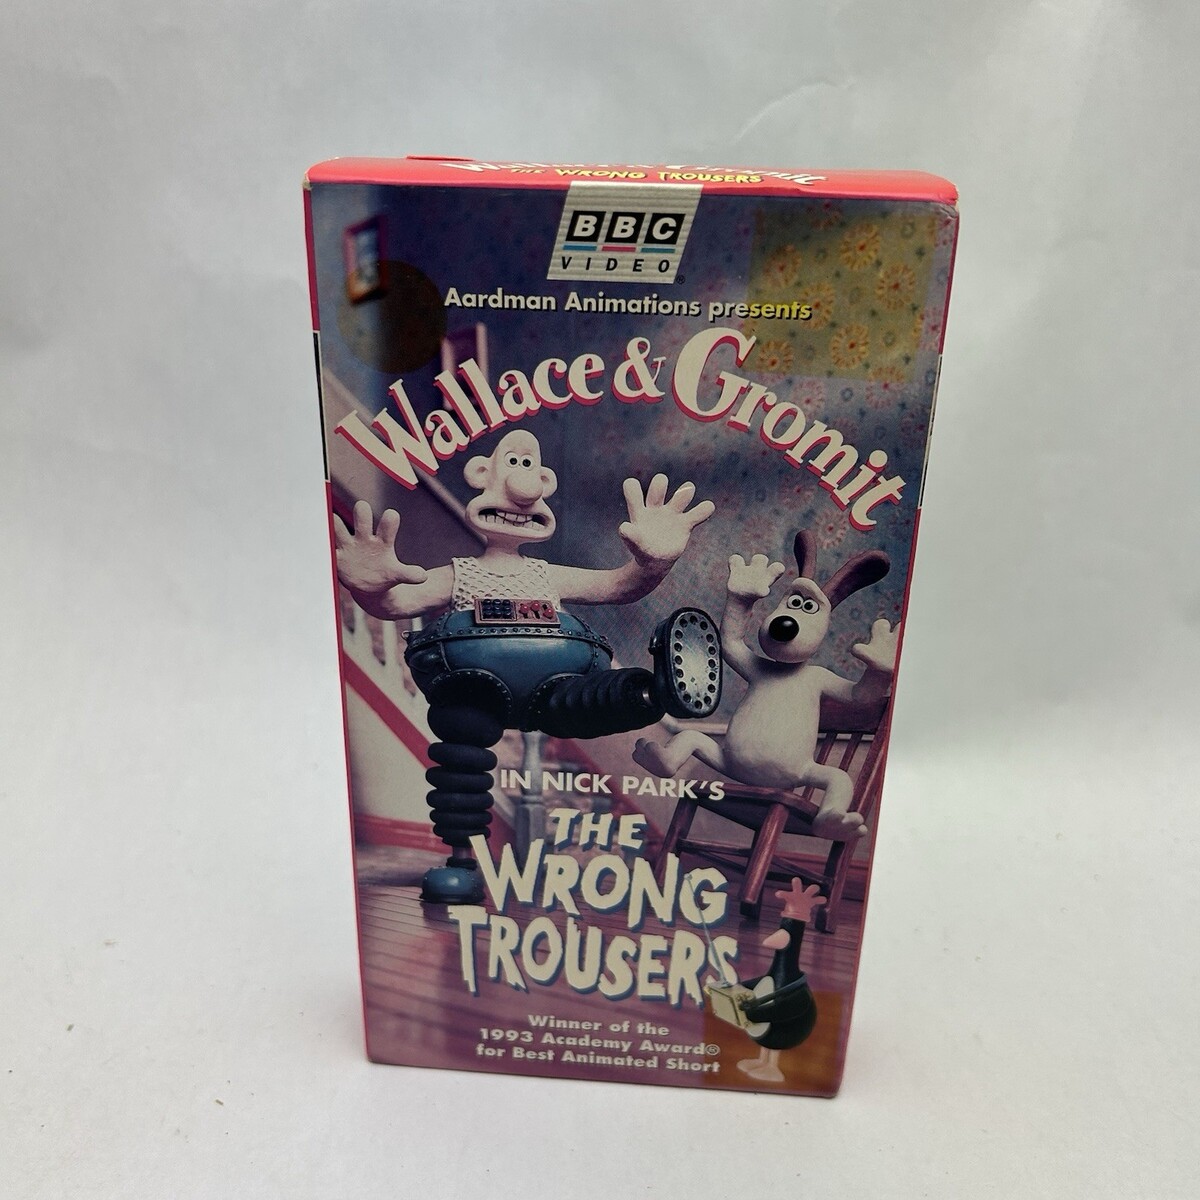 Wallace & Gromit
THE WRONG TROUSERS
BBC
VIDEO®
Aardman Animations presents
Wallace & Gromit
IN NICK PARK'S
THE
WRONG
TROUSERS
Winner of the
1993 Academy Award®
for Best Animated Short